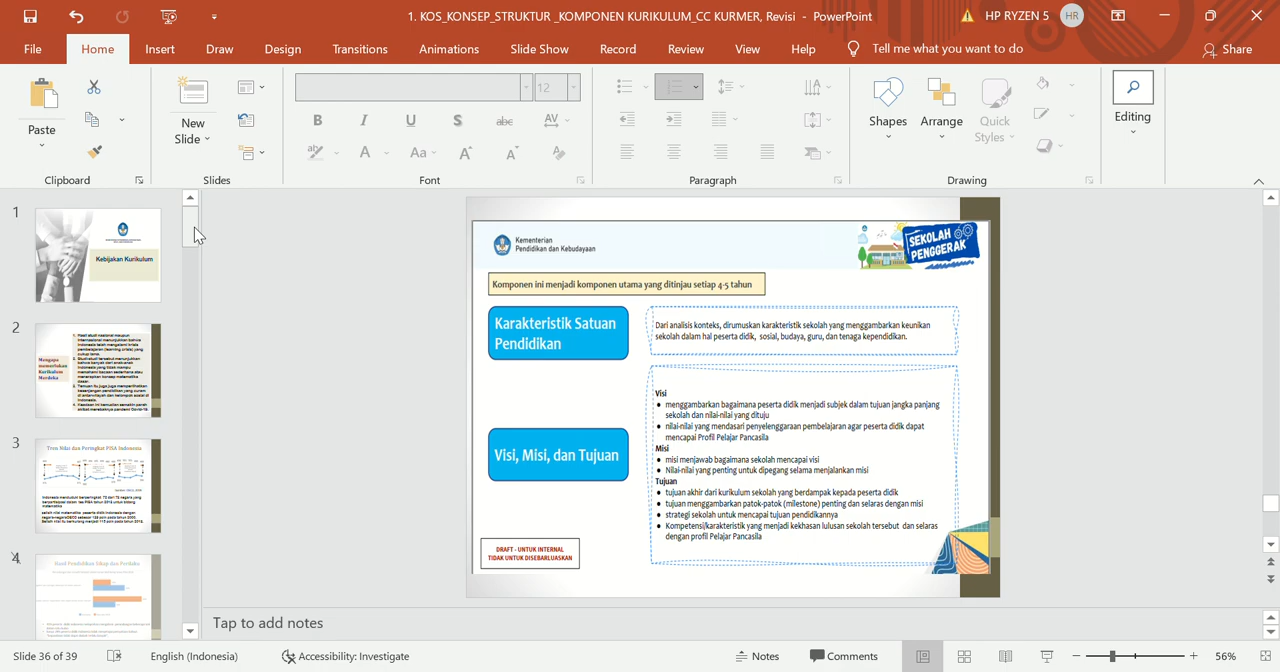 1. KOS_KONSEP_STRUKTUR _KOMPONEN KURIKULUM_CC KURMER, Revisi - PowerPoint
HP RYZEN 5
HR
File
Home
Insert
Draw
Design
Transitions
Animations
Slide Show
Record
Review
View
Help
Tell me what you want to do
Share
Paste
New
Slide
12
B
I
U
S
abc
AV
A
Aa
A
A
Shapes
Arrange
Quick
Styles
Editing
Clipboard
Slides
Font
Paragraph
Drawing
1
Kebijakan Kurikulum
2
Mengapa
memerlukan
Kurikulum
Merdeka
3
Tren Nilai dan Peringkat PISA Indonesia
4
Hasil Pendidikan Sikap dan Perilaku
Kementerian
Pendidikan dan Kebudayaan
SEKOLAH
PENGGERAK
Komponen ini menjadi komponen utama yang ditinjau setiap 4-5 tahun
Karakteristik Satuan
Pendidikan
Dari analisis konteks, dirumuskan karakteristik sekolah yang menggambarkan keunikan
sekolah dalam hal peserta didik, sosial, budaya, guru, dan tenaga kependidikan.
Visi, Misi, dan Tujuan
Visi
• menggambarkan bagaimana peserta didik menjadi subjek dalam tujuan jangka panjang
sekolah dan nilai-nilai yang dituju
• nilai-nilai yang mendasari penyelenggaraan pembelajaran agar peserta didik dapat
mencapai Profil Pelajar Pancasila
Misi
• misi menjawab bagaimana sekolah mencapai visi
• Nilai-nilai yang penting untuk dipegang selama menjalankan misi
Tujuan
• tujuan akhir dari kurikulum sekolah yang berdampak kepada peserta didik
• tujuan menggambarkan patok-patok (milestone) penting dan selaras dengan misi
• strategi sekolah untuk mencapai tujuan pendidikannya
• Kompetensi/karakteristik yang menjadi kekhasan lulusan sekolah tersebut dan selaras
dengan profil Pelajar Pancasila
DRAFT - UNTUK INTERNAL
TIDAK UNTUK DISEBARLUASKAN
Tap to add notes
Slide 36 of 39
English (Indonesia)
Accessibility: Investigate
Notes
Comments
56%